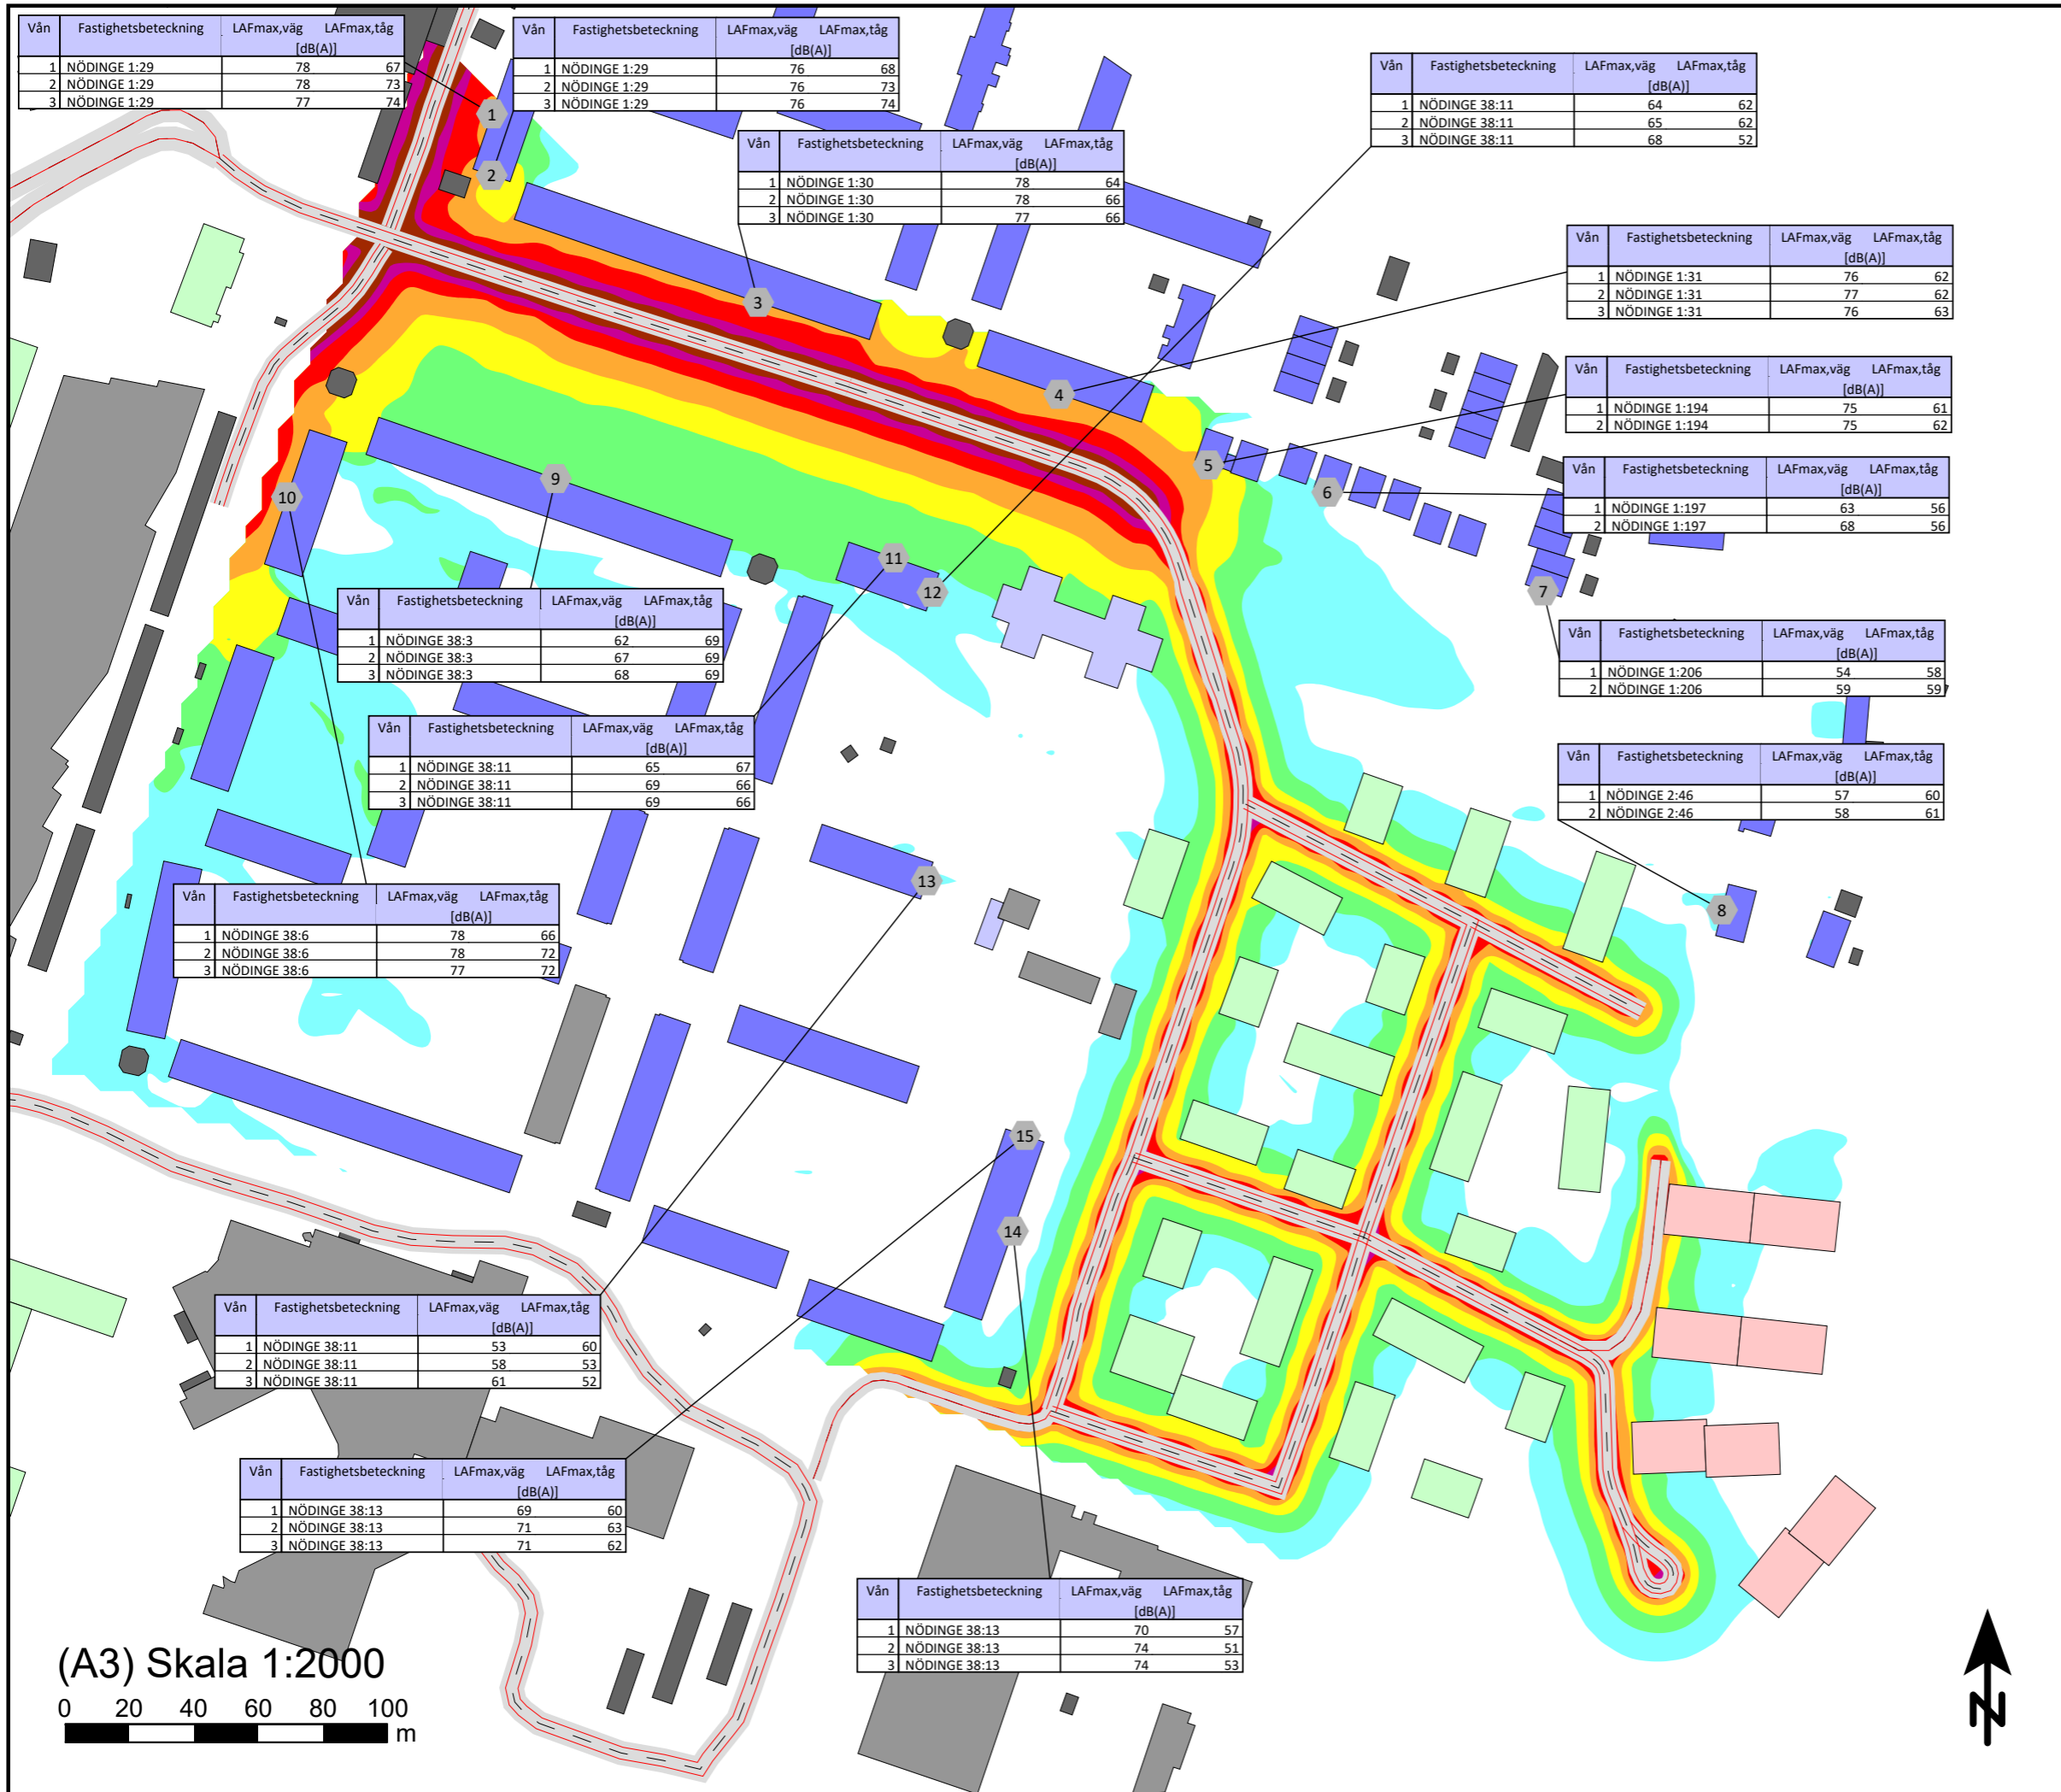 Vån Fastighetsbeteckning LAFmax,väg LAFmax,tåg
[dB(A)]
1 NÖDINGE 1:29 78 67
2 NÖDINGE 1:29 78 73
3 NÖDINGE 1:29 77 74
Vån Fastighetsbeteckning LAFmax,väg LAFmax,tåg
[dB(A)]
1 NÖDINGE 1:29 76 68
2 NÖDINGE 1:29 76 73
3 NÖDINGE 1:29 76 74
Vån Fastighetsbeteckning LAFmax,väg LAFmax,tåg
[dB(A)]
1 NÖDINGE 38:11 64 62
2 NÖDINGE 38:11 65 62
3 NÖDINGE 38:11 68 52
Vån Fastighetsbeteckning LAFmax,väg LAFmax,tåg
[dB(A)]
1 NÖDINGE 1:30 78 64
2 NÖDINGE 1:30 78 66
3 NÖDINGE 1:30 77 66
Vån Fastighetsbeteckning LAFmax,väg LAFmax,tåg
[dB(A)]
1 NÖDINGE 1:31 76 62
2 NÖDINGE 1:31 77 62
3 NÖDINGE 1:31 76 63
Vån Fastighetsbeteckning LAFmax,väg LAFmax,tåg
[dB(A)]
1 NÖDINGE 1:194 75 61
2 NÖDINGE 1:194 75 62
Vån Fastighetsbeteckning LAFmax,väg LAFmax,tåg
[dB(A)]
1 NÖDINGE 1:197 63 56
2 NÖDINGE 1:197 68 56
Vån Fastighetsbeteckning LAFmax,väg LAFmax,tåg
[dB(A)]
1 NÖDINGE 38:3 62 69
2 NÖDINGE 38:3 67 69
3 NÖDINGE 38:3 68 69
Vån Fastighetsbeteckning LAFmax,väg LAFmax,tåg
[dB(A)]
1 NÖDINGE 1:206 54 58
2 NÖDINGE 1:206 59 59
Vån Fastighetsbeteckning LAFmax,väg LAFmax,tåg
[dB(A)]
1 NÖDINGE 38:11 65 67
2 NÖDINGE 38:11 69 66
3 NÖDINGE 38:11 69 66
Vån Fastighetsbeteckning LAFmax,väg LAFmax,tåg
[dB(A)]
1 NÖDINGE 2:46 57 60
2 NÖDINGE 2:46 58 61
Vån Fastighetsbeteckning LAFmax,väg LAFmax,tåg
[dB(A)]
1 NÖDINGE 38:6 78 66
2 NÖDINGE 38:6 78 72
3 NÖDINGE 38:6 77 72
Vån Fastighetsbeteckning LAFmax,väg LAFmax,tåg
[dB(A)]
1 NÖDINGE 38:11 53 60
2 NÖDINGE 38:11 58 53
3 NÖDINGE 38:11 61 52
Vån Fastighetsbeteckning LAFmax,väg LAFmax,tåg
[dB(A)]
1 NÖDINGE 38:13 69 60
2 NÖDINGE 38:13 71 63
3 NÖDINGE 38:13 71 62
Vån Fastighetsbeteckning LAFmax,väg LAFmax,tåg
[dB(A)]
1 NÖDINGE 38:13 70 57
2 NÖDINGE 38:13 74 51
3 NÖDINGE 38:13 74 53
1
2
3
4
5
6
9
10
11
12
7
13
8
15
14
(A3) Skala 1:2000
0 20 40 60 80 100
m
N